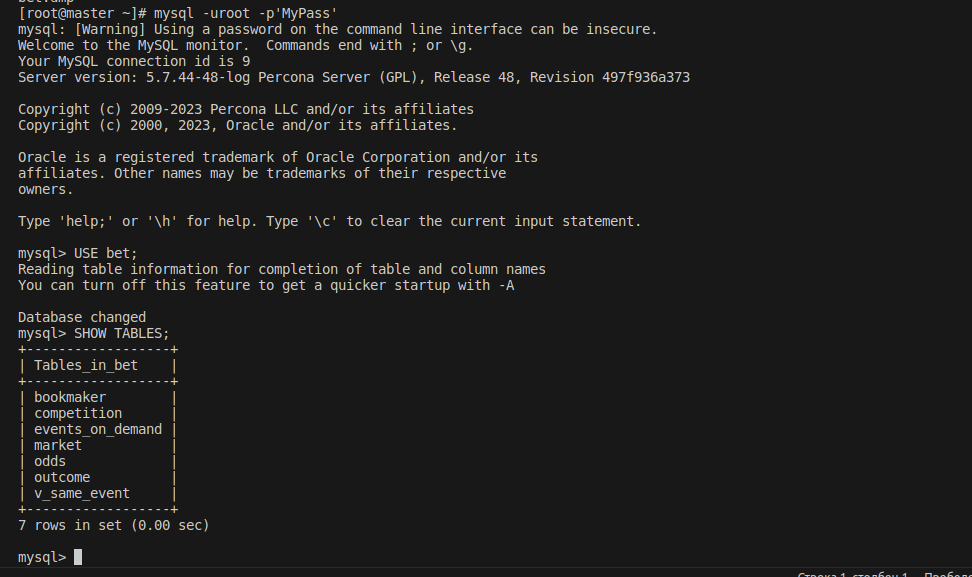 [root@master ~]# mysql -uroot -p'MyPass'
mysql: [Warning] Using a password on the command line interface can be insecure.
Welcome to the MySQL monitor.  Commands end with ; or \g.
Your MySQL connection id is 9
Server version: 5.7.44-48-log Percona Server (GPL), Release 48, Revision 497f936a373

Copyright (c) 2009-2023 Percona LLC and/or its affiliates
Copyright (c) 2000, 2023, Oracle and/or its affiliates.

Oracle is a registered trademark of Oracle Corporation and/or its
affiliates. Other names may be trademarks of their respective
owners.

Type 'help;' or '\h' for help. Type '\c' to clear the current input statement.

mysql> USE bet;
Reading table information for completion of table and column names
You can turn off this feature to get a quicker startup with -A

Database changed
mysql> SHOW TABLES;
+------------------+
| Tables_in_bet    |
+------------------+
| bookmaker        |
| competition      |
| events_on_demand |
| market           |
| odds             |
| outcome          |
| v_same_event     |
+------------------+
7 rows in set (0.00 sec)

mysql>